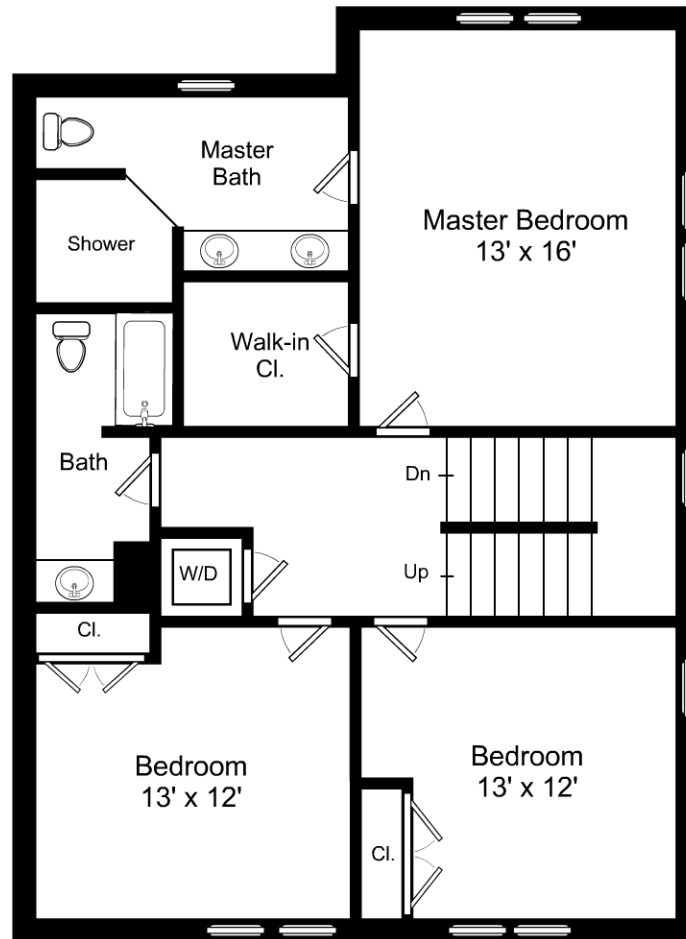 Master
Bath
Shower
Master Bedroom
13' x 16'
Walk-in
Cl.
Bath
Dn
Up
W/D
Cl.
Bedroom
13' x 12'
Bedroom
13' x 12'
Cl.